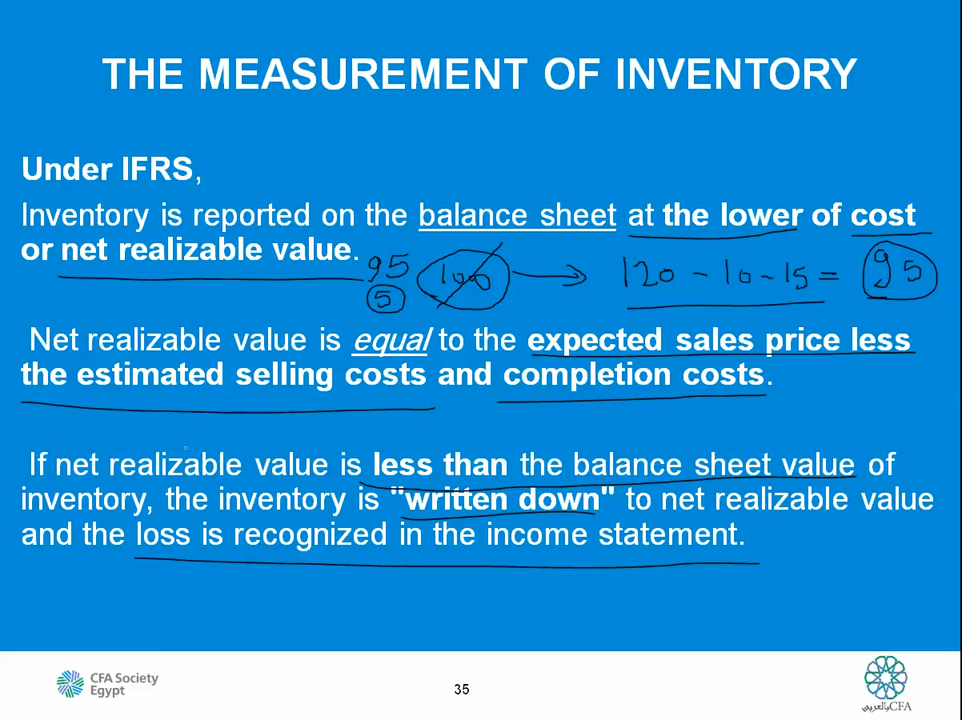 THE MEASUREMENT OF INVENTORY
Under IFRS,
Inventory is reported on the balance sheet at the lower of cost
or net realizable value.
95 100 → 120 - 10 - 15 = 95
5
Net realizable value is equal to the expected sales price less
the estimated selling costs and completion costs.
If net realizable value is less than the balance sheet value of
inventory, the inventory is "written down" to net realizable value
and the loss is recognized in the income statement.
CFA Society
Egypt
35
CFAبالعربي